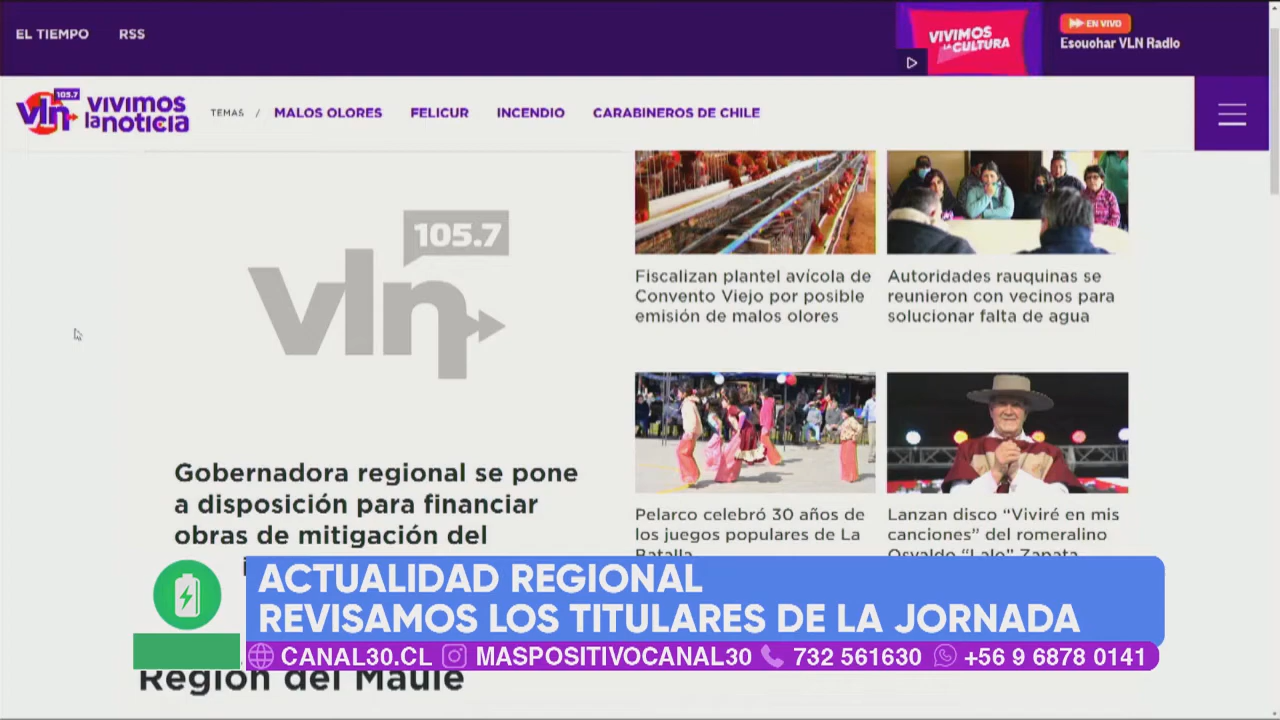 EL TIEMPO
RSS
VIVIMOS
LA CULTURA
EN VIVO
Escuchar VLN Radio
105.7
vln
vivimos
la noticia
TEMAS /
MALOS OLORES
FELICUR
INCENDIO
CARABINEROS DE CHILE
105.7
vln
Fiscalizan plantel avícola de
Convento Viejo por posible
emisión de malos olores
Autoridades rauquinas se
reunieron con vecinos para
solucionar falta de agua
Gobernadora regional se pone
a disposición para financiar
obras de mitigación del
Pelarco celebró 30 años de
los juegos populares de La
Batalla
Lanzan disco “Viviré en mis
canciones” del romeralino
Osvaldo “Lalo” Zapata
ACTUALIDAD REGIONAL
REVISAMOS LOS TITULARES DE LA JORNADA
CANAL30.CL
MASPOSITIVOCANAL30
732 561630
+56 9 6878 0141
Región del Maule